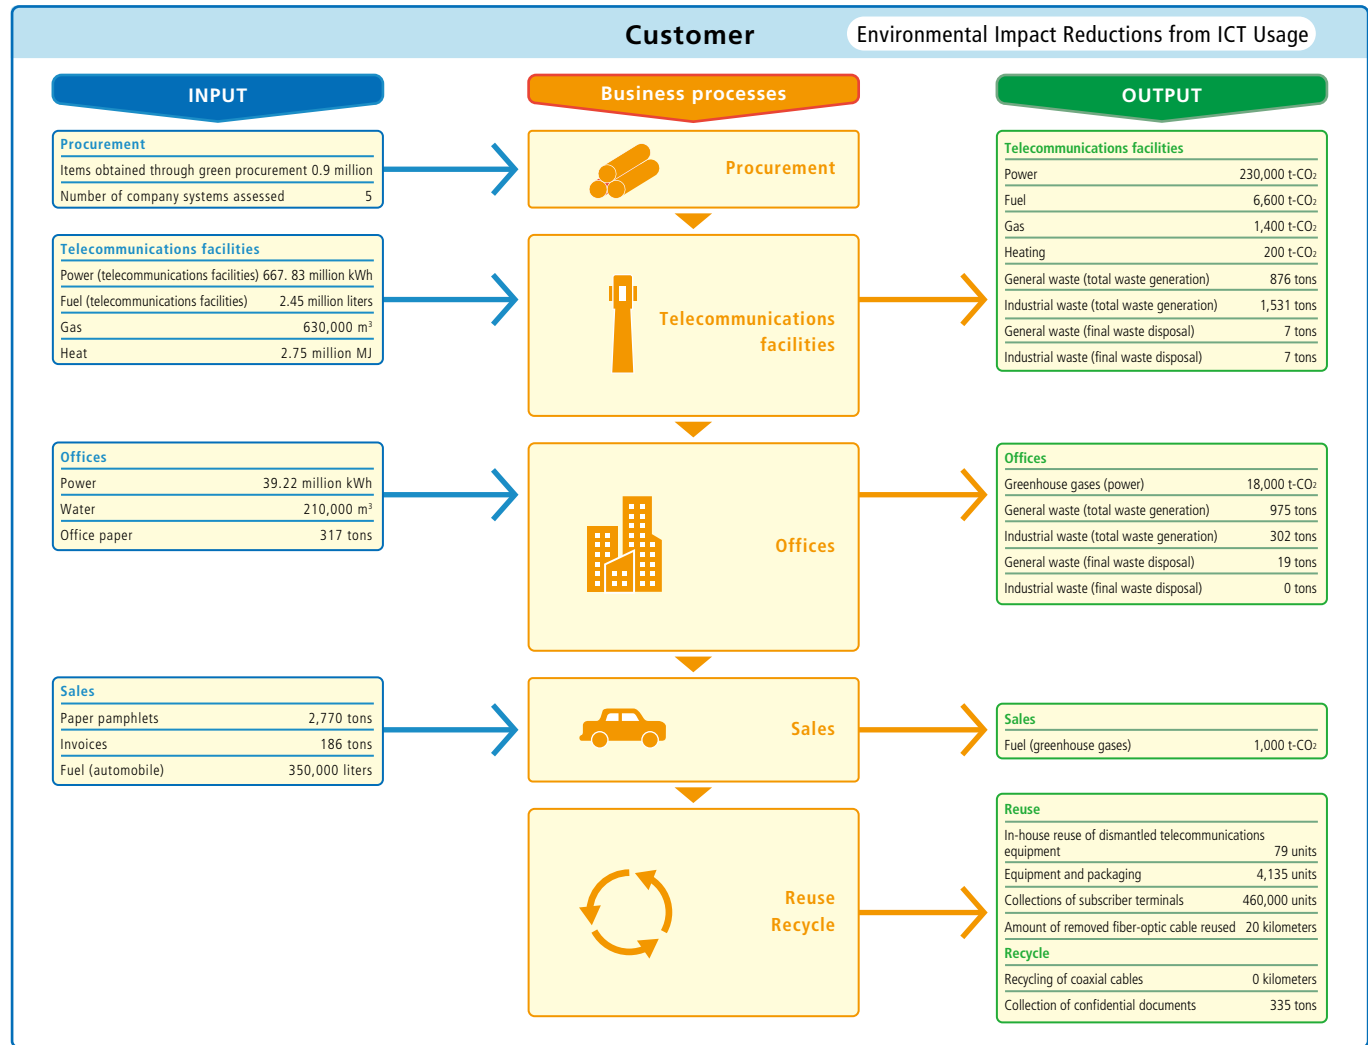 Customer
Environmental Impact Reductions from ICT Usage
INPUT
Procurement
Items obtained through green procurement 0.9 million
Number of company systems assessed 5
Telecommunications facilities
Power (telecommunications facilities) 667. 83 million kWh
Fuel (telecommunications facilities) 2.45 million liters
Gas 630,000 m³
Heat 2.75 million MJ
Offices
Power 39.22 million kWh
Water 210,000 m³
Office paper 317 tons
Sales
Paper pamphlets 2,770 tons
Invoices 186 tons
Fuel (automobile) 350,000 liters
Business processes
Procurement
Telecommunications
facilities
Offices
Sales
Reuse
Recycle
OUTPUT
Telecommunications facilities
Power 230,000 t-CO₂
Fuel 6,600 t-CO₂
Gas 1,400 t-CO₂
Heating 200 t-CO₂
General waste (total waste generation) 876 tons
Industrial waste (total waste generation) 1,531 tons
General waste (final waste disposal) 7 tons
Industrial waste (final waste disposal) 7 tons
Offices
Greenhouse gases (power) 18,000 t-CO₂
General waste (total waste generation) 975 tons
Industrial waste (total waste generation) 302 tons
General waste (final waste disposal) 19 tons
Industrial waste (final waste disposal) 0 tons
Sales
Fuel (greenhouse gases) 1,000 t-CO₂
Reuse
In-house reuse of dismantled telecommunications
equipment 79 units
Equipment and packaging 4,135 units
Collections of subscriber terminals 460,000 units
Amount of removed fiber-optic cable reused 20 kilometers
Recycle
Recycling of coaxial cables 0 kilometers
Collection of confidential documents 335 tons